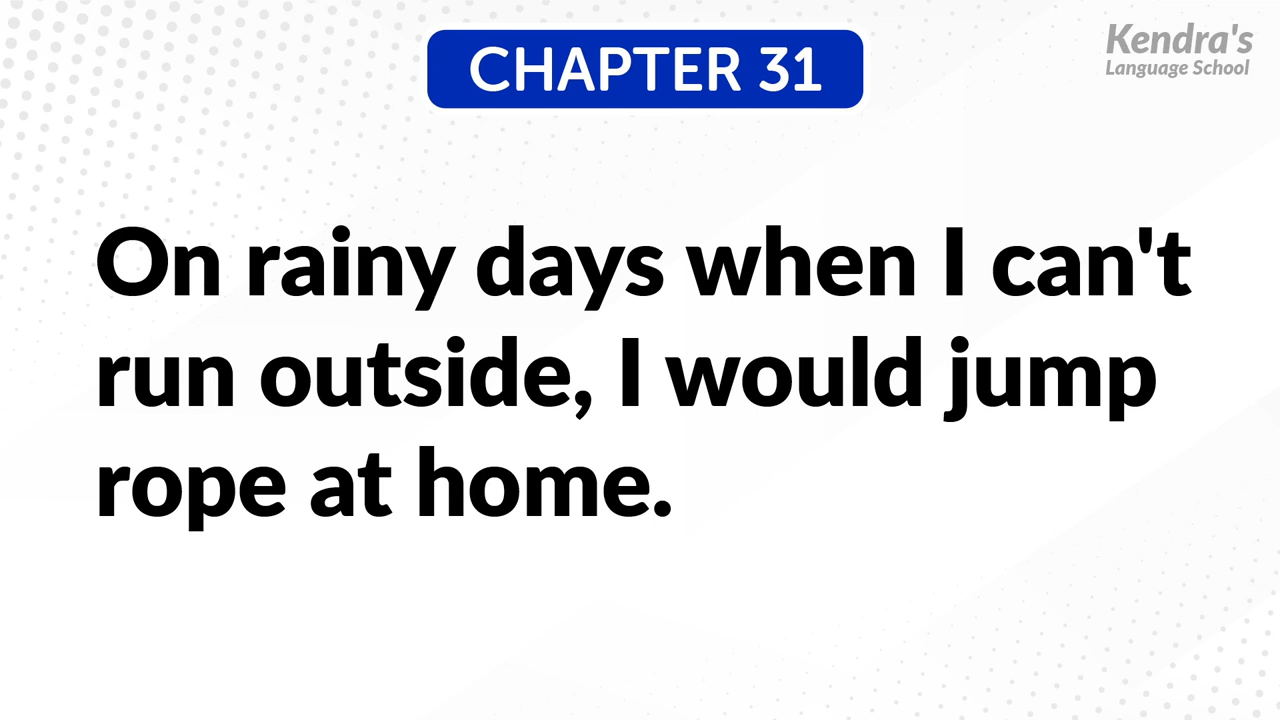 CHAPTER 31
Kendra's
Language School
On rainy days when I can't
run outside, I would jump
rope at home.